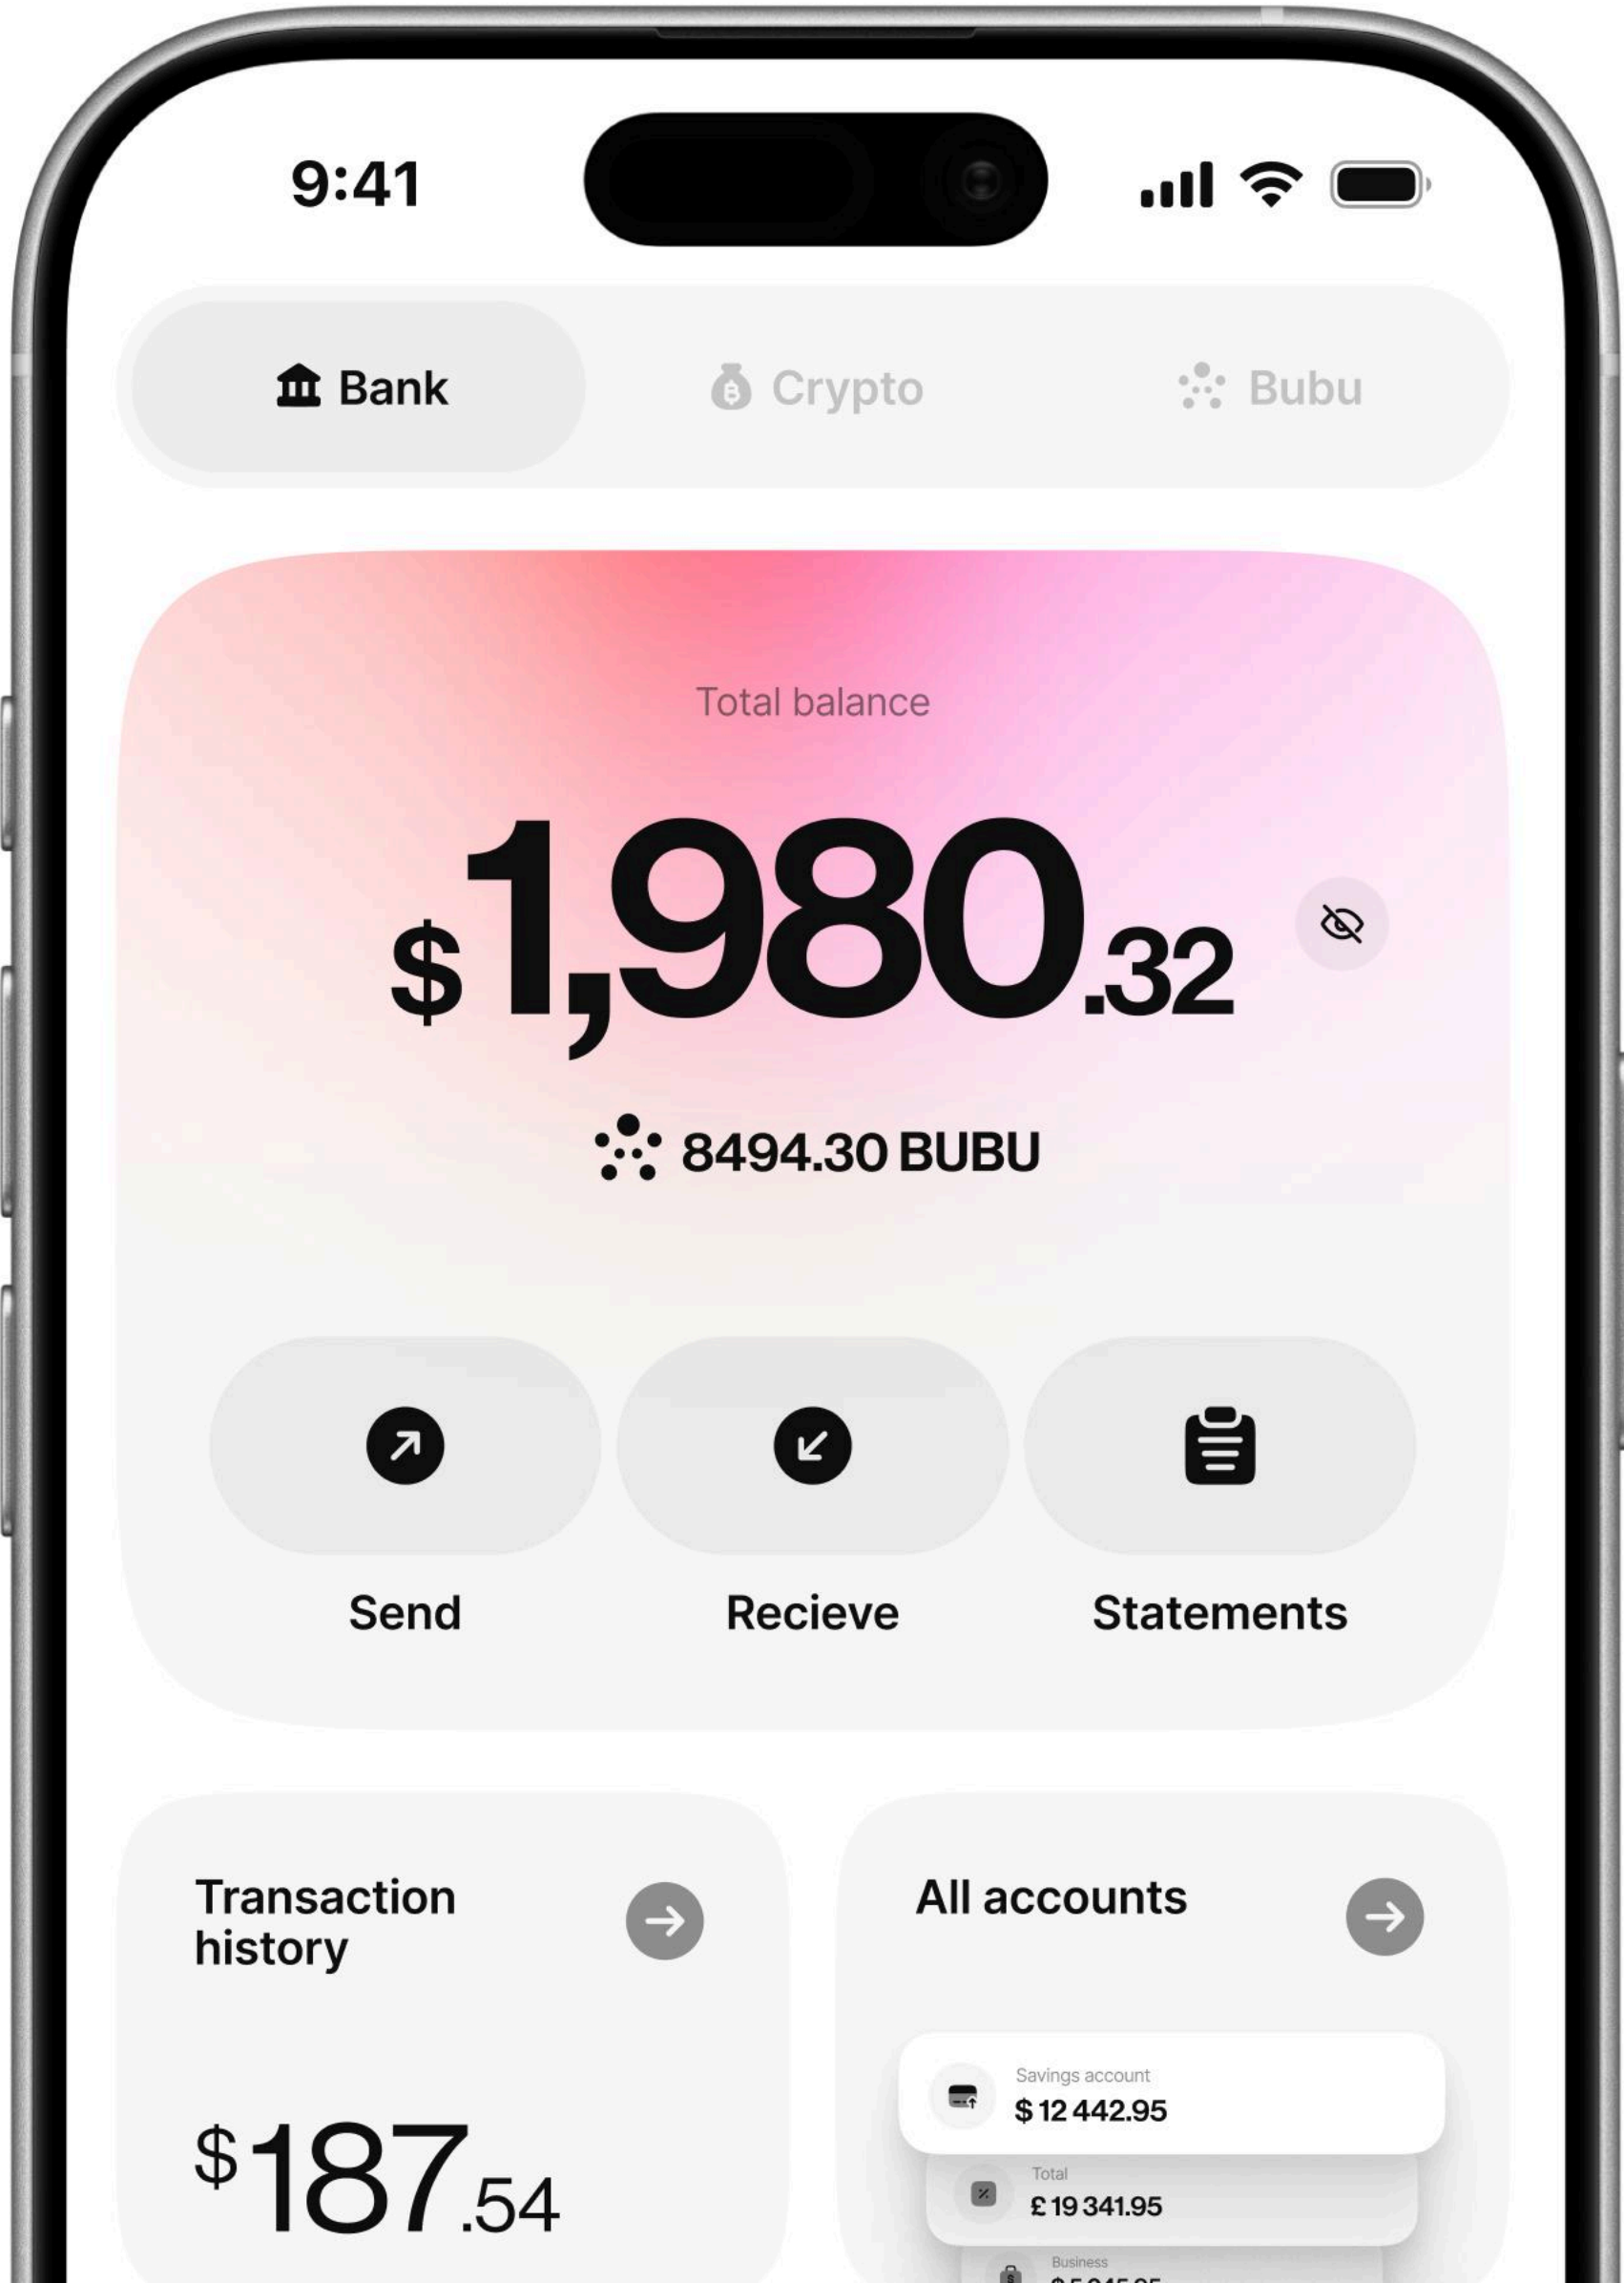 9:41
Bank
Crypto
Bubu
Total balance
$1,980.32
8494.30 BUBU
Send
Recieve
Statements
Transaction
history
$187.54
All accounts
Savings account
$ 12 442.95
Total
£ 19 341.95
Business